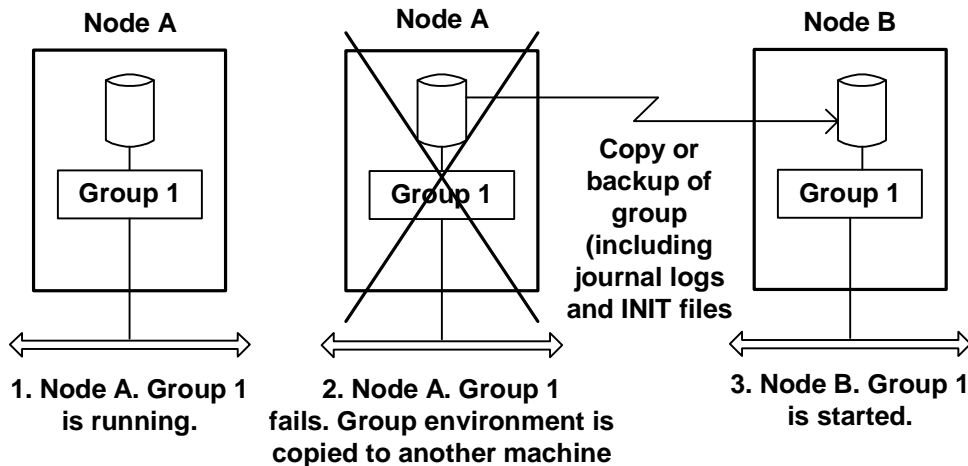 Node A
Node A
Node B
Group 1
Group 1
Group 1
Copy or
backup of
group
(including
journal logs
and INIT files
1. Node A. Group 1
is running.
2. Node A. Group 1
fails. Group environment is
copied to another machine
3. Node B. Group 1
is started.